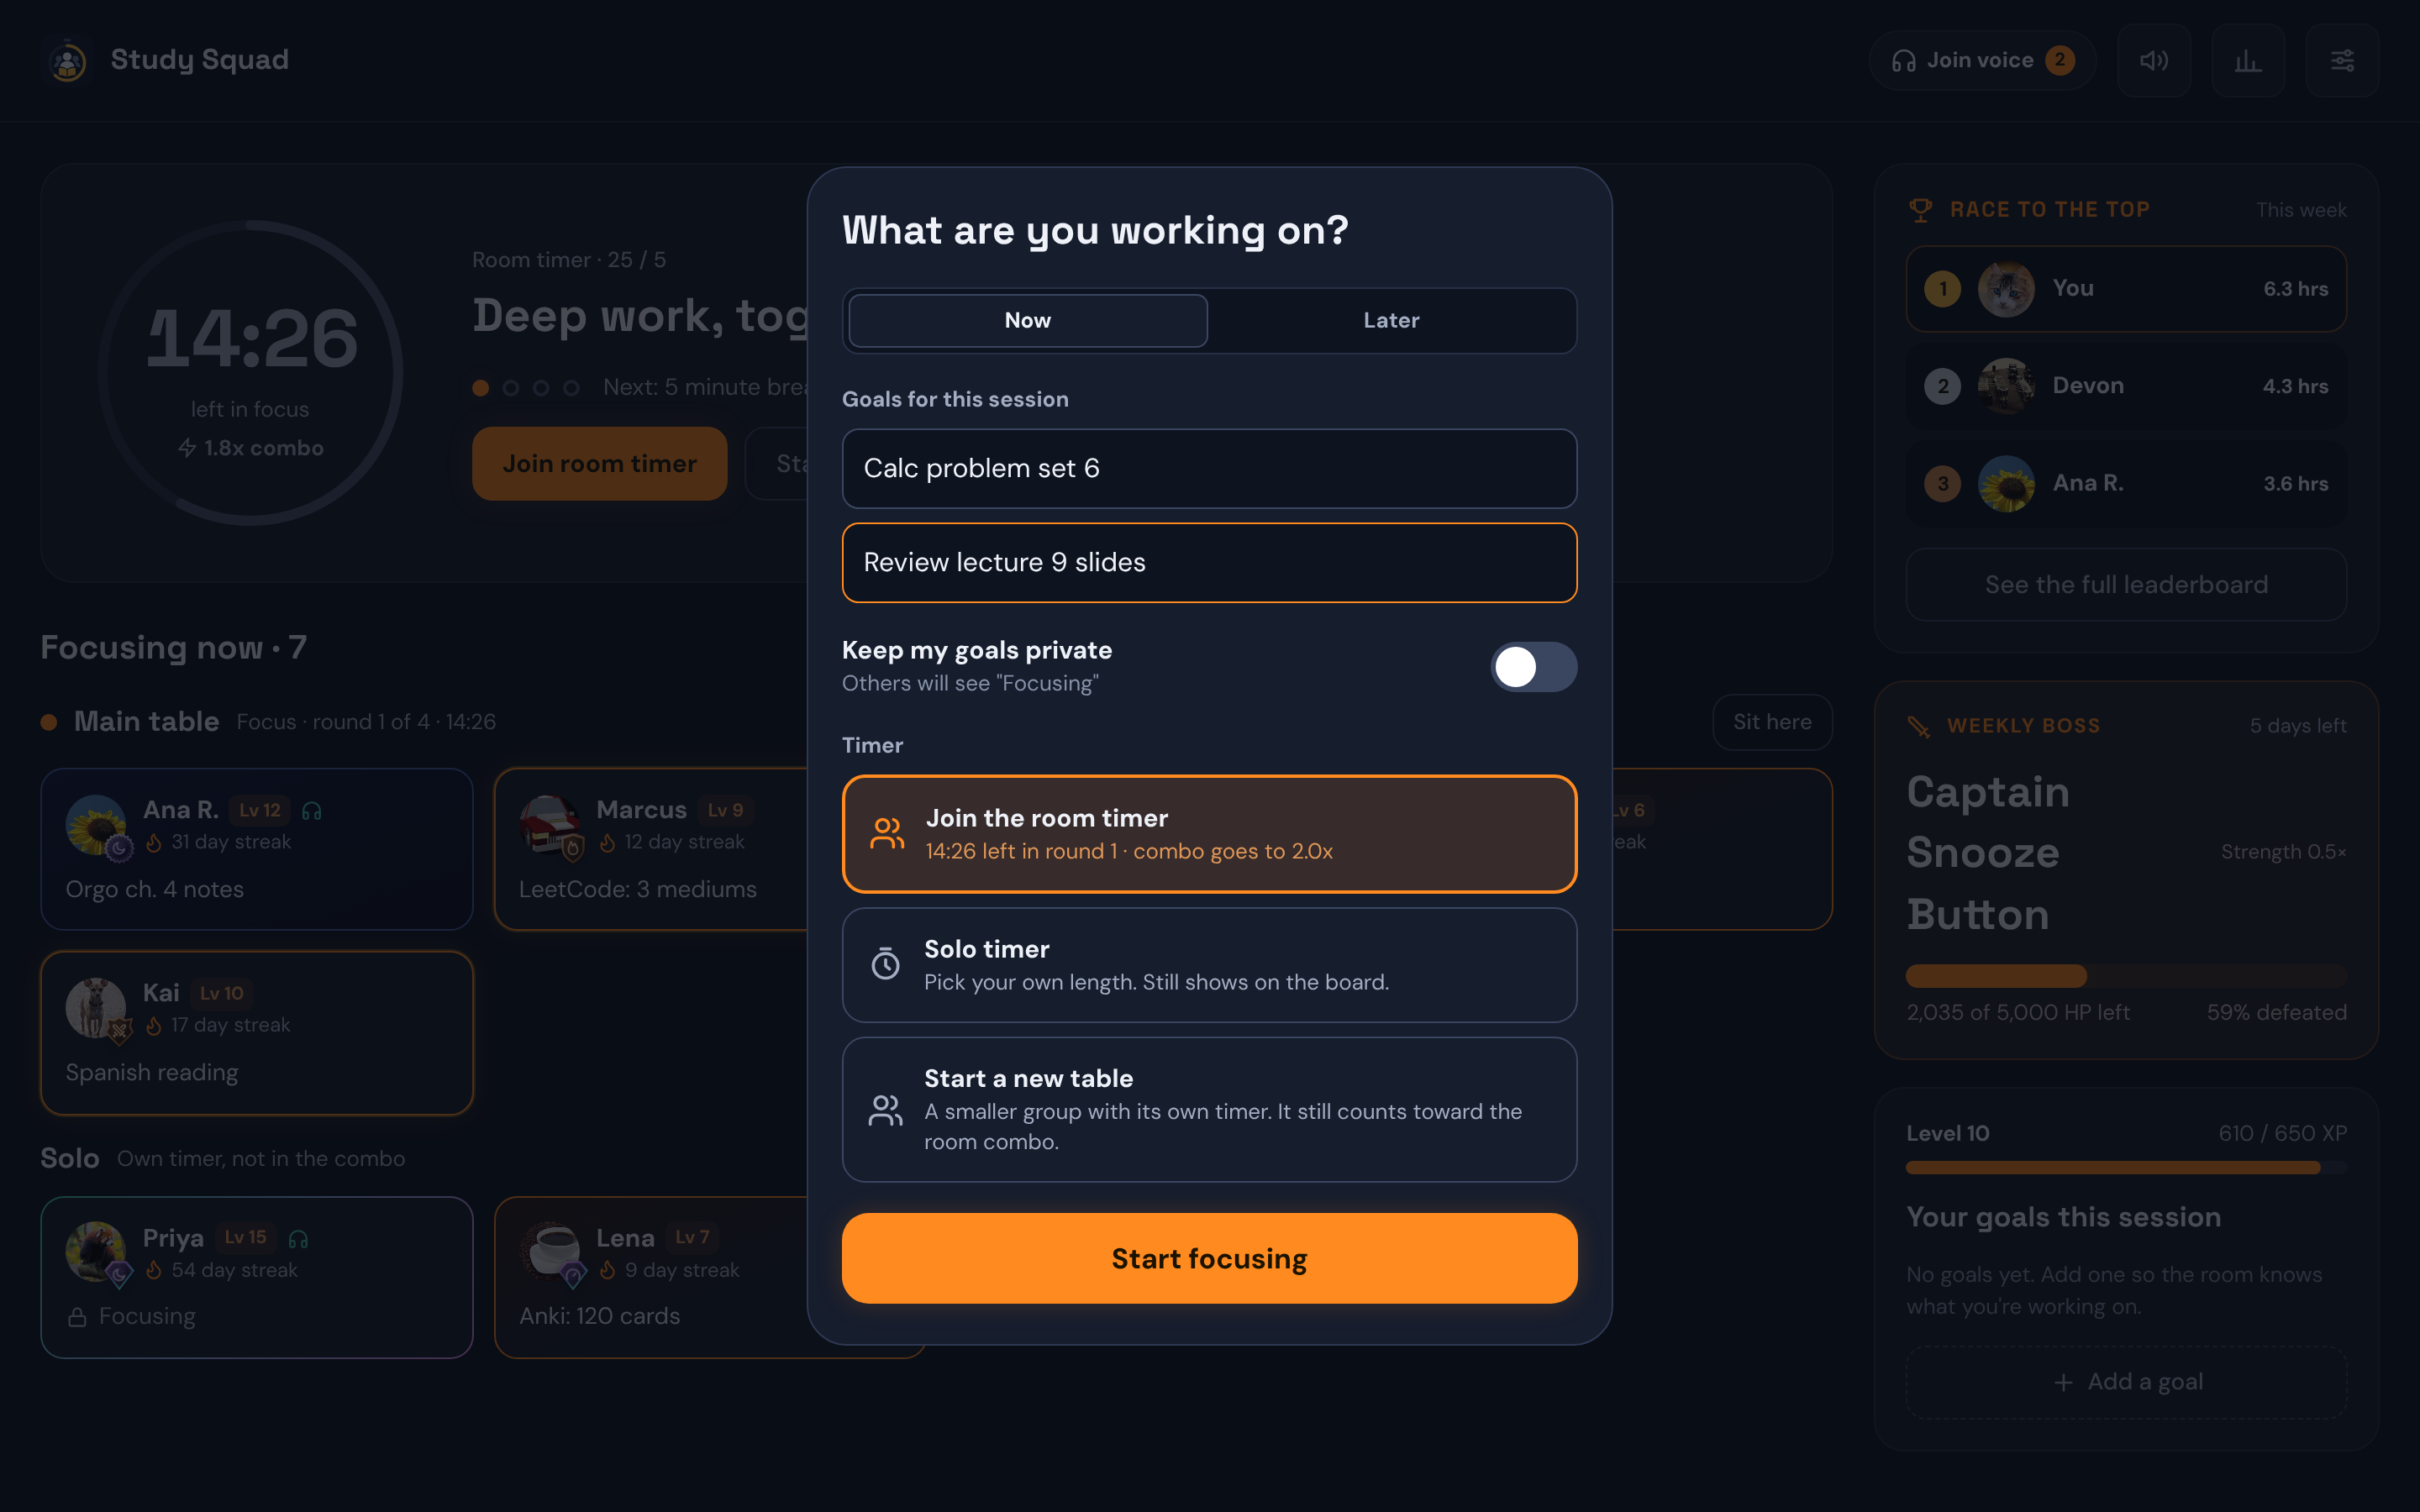 Study Squad
Join voice 2
Room timer · 25 / 5
14:26
left in focus
1.8x combo
Deep work,
Next: 5 minute
Join room timer
Focusing now · 7
Main table Focus · round 1 of 4 · 14:26
Sit here
Ana R. Lv 12
31 day streak
Orgo ch. 4 notes
Marcus Lv 9
12 day streak
LeetCode: 3 mediums
Lv 6
Kai Lv 10
17 day streak
Spanish reading
Solo Own timer, not in the combo
Priya Lv 15
54 day streak
Focusing
Lena Lv 7
9 day streak
Anki: 120 cards
What are you working on?
Now
Later
Goals for this session
Calc problem set 6
Review lecture 9 slides
Keep my goals private
Others will see "Focusing"
Timer
Join the room timer
14:26 left in round 1 · combo goes to 2.0x
Solo timer
Pick your own length. Still shows on the board.
Start a new table
A smaller group with its own timer. It still counts toward the
room combo.
Start focusing
RACE TO THE TOP This week
1 You 6.3 hrs
2 Devon 4.3 hrs
3 Ana R. 3.6 hrs
See the full leaderboard
WEEKLY BOSS 5 days left
Captain
Snooze
Button
Strength 0.5×
2,035 of 5,000 HP left 59% defeated
Level 10 610 / 650 XP
Your goals this session
No goals yet. Add one so the room knows
what you're working on.
+ Add a goal